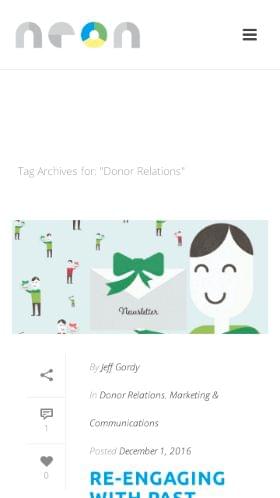 neon
Tag Archives for: "Donor Relations"
Newsletter
By Jeff Gordy
1
In Donor Relations, Marketing &
Communications
0
Posted December 1, 2016
RE-ENGAGING
WITH PAST